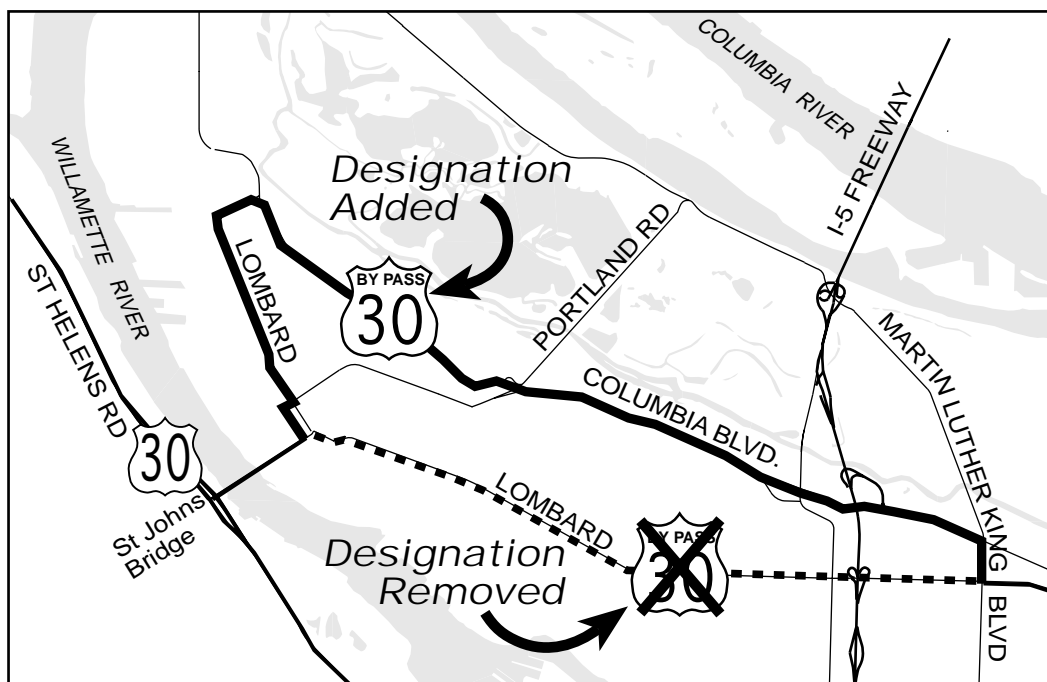 COLUMBIA RIVER
I-5 FREEWAY
WILLAMETTE RIVER
Designation
Added
BY PASS
30
LOMBARD
PORTLAND RD
ST HELENS RD
MARTIN LUTHER KING BLVD
COLUMBIA BLVD.
30
LOMBARD
St Johns
Bridge
BY PASS
30
Designation
Removed